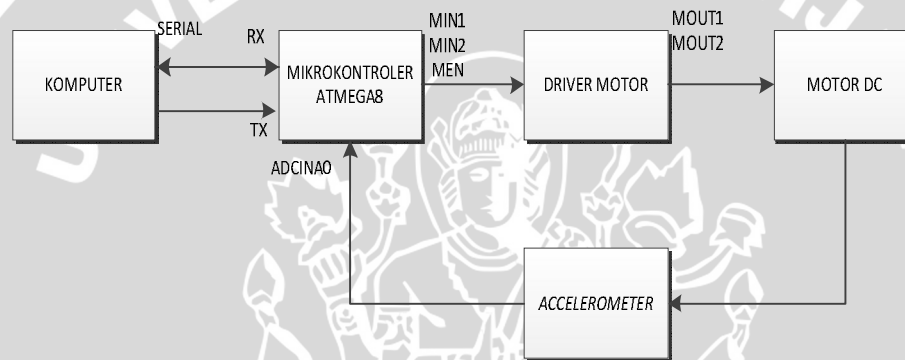 SERIAL
RX
TX
KOMPUTER
MIKROKONTROLER
ATMEGA8
MIN1
MIN2
MEN
DRIVER MOTOR
MOUT1
MOUT2
MOTOR DC
ADCINA0
ACCELEROMETER